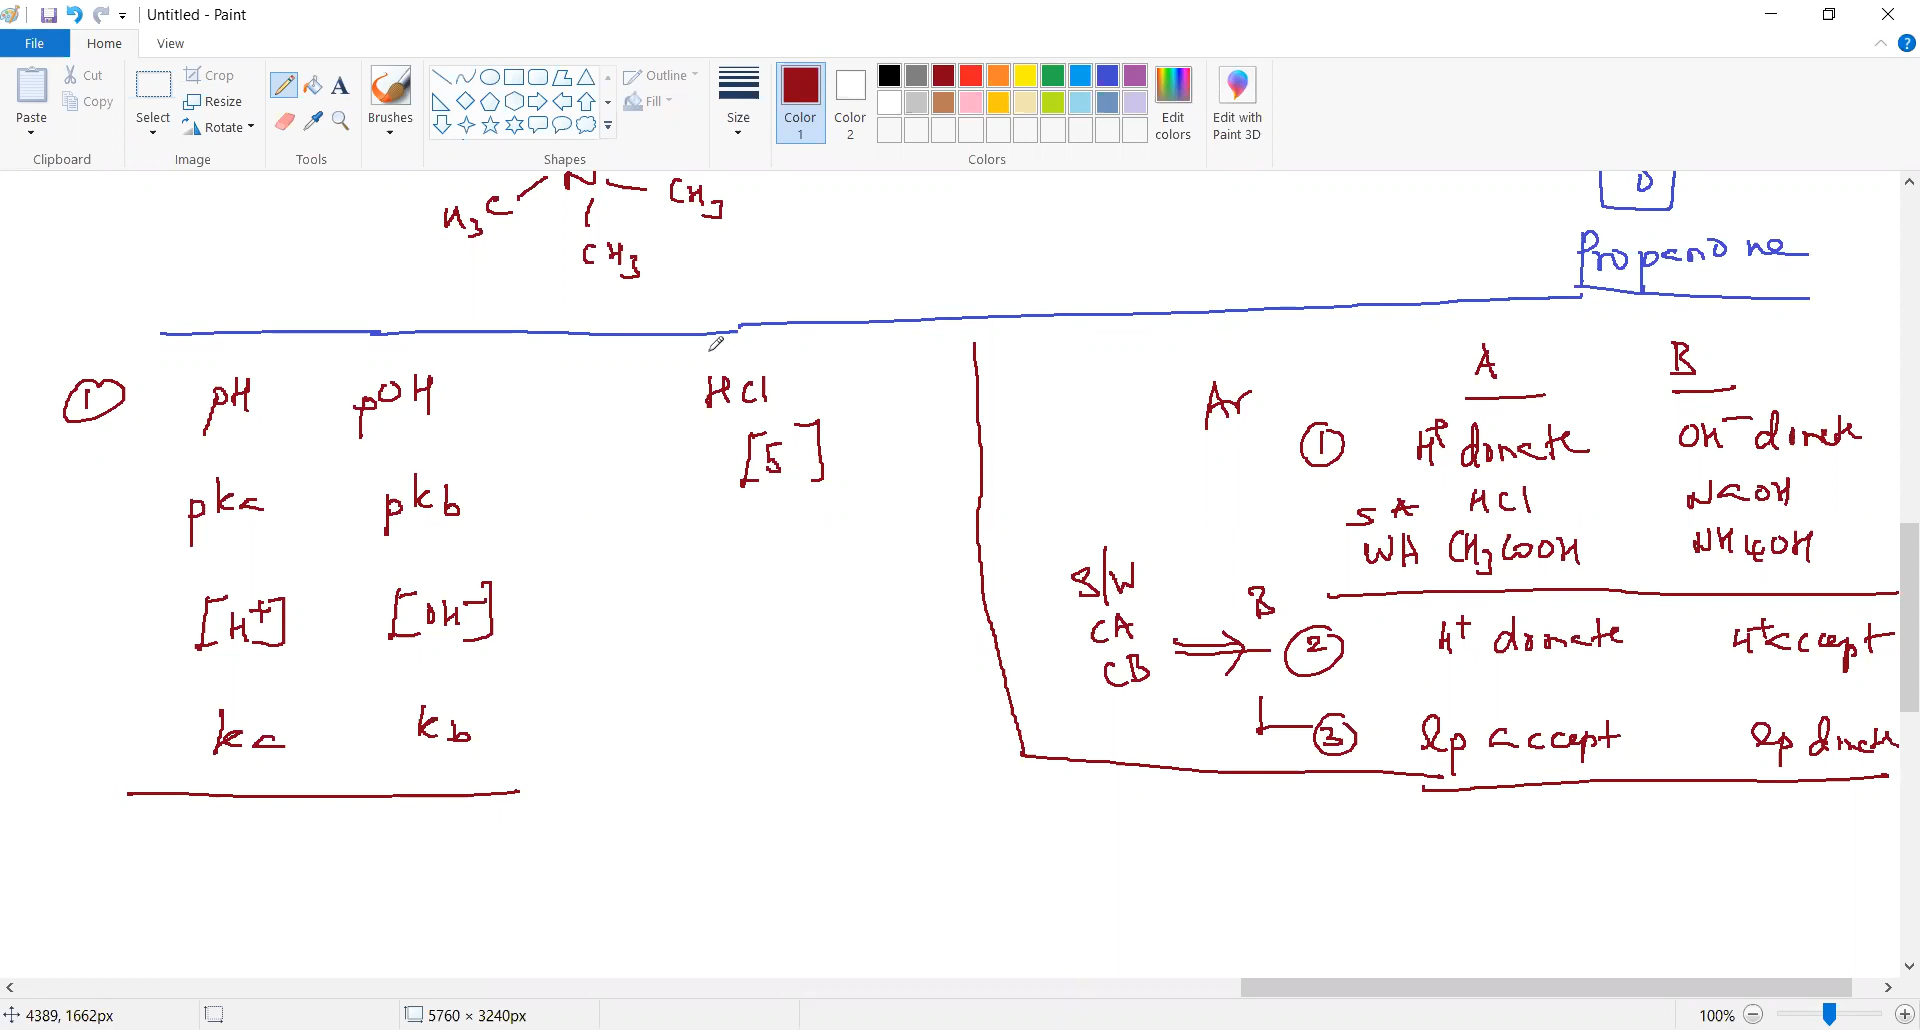 Untitled - Paint
File Home View
Paste Cut Copy Clipboard
Select Crop Resize Rotate Image
Tools
Brushes
Outline Fill Shapes
Size
Color 1 Color 2 Edit colors Edit with Paint 3D Colors
N
H3C CH3
CH3
D
Propanone
① pH pOH HCl
[5]
pka pkb
[H+] [OH-]
ka kb
A B
Ar ① H+ donate OH- donate
SA HCl NaOH
WA CH3COOH NH4OH
S/W
CA
CB
B ② H+ donate H+ accept
L ③ lp accept lp donate
4389, 1662px 5760 × 3240px 100%